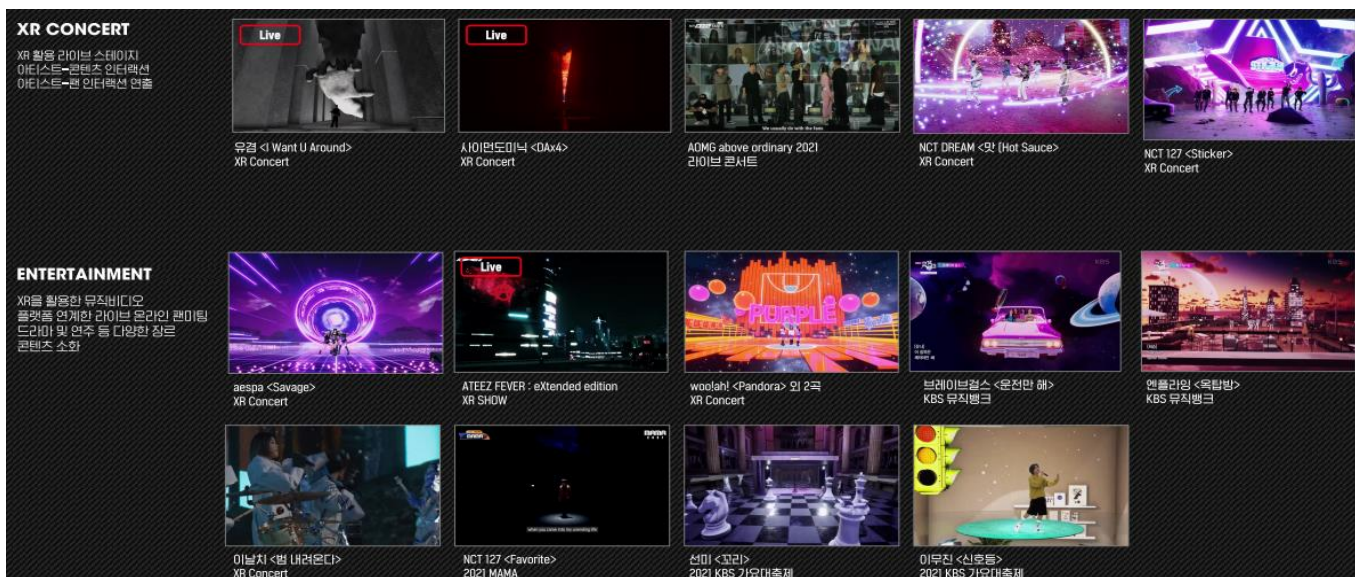 XR CONCERT
XR 활용 라이브 스테이지
아티스트-콘텐츠 인터랙션
아티스트-팬 인터랙션 연출
Live
유겸 <I Want U Around>
XR Concert
Live
사이먼도미닉 <DAx4>
XR Concert
We usually do with the fans
AOMG above ordinary 2021
라이브 콘서트
NCT DREAM <맛 (Hot Sauce>
XR Concert
NCT 127 <Sticker>
XR Concert
ENTERTAINMENT
XR을 활용한 뮤직비디오
플랫폼 연계한 라이브 온라인 팬미팅
드라마 및 연주 등 다양한 장르
콘텐츠 소화
aespa <Savage>
XR Concert
Live
ATEEZ FEVER : eXtended edition
XR SHOW
PURPLE
woo!ah! <Pandora> 외 2곡
XR Concert
브레이브걸스 <운전만 해>
KBS 뮤직뱅크
엔플라잉 <옥탑방>
KBS 뮤직뱅크
이날치 <범 내려온다>
XR Concert
MAMA
NCT 127 <Favorite>
2021 MAMA
선미 <꼬리>
2021 KBS 가요대축제
이무진 <신호등>
2021 KBS 가요대축제